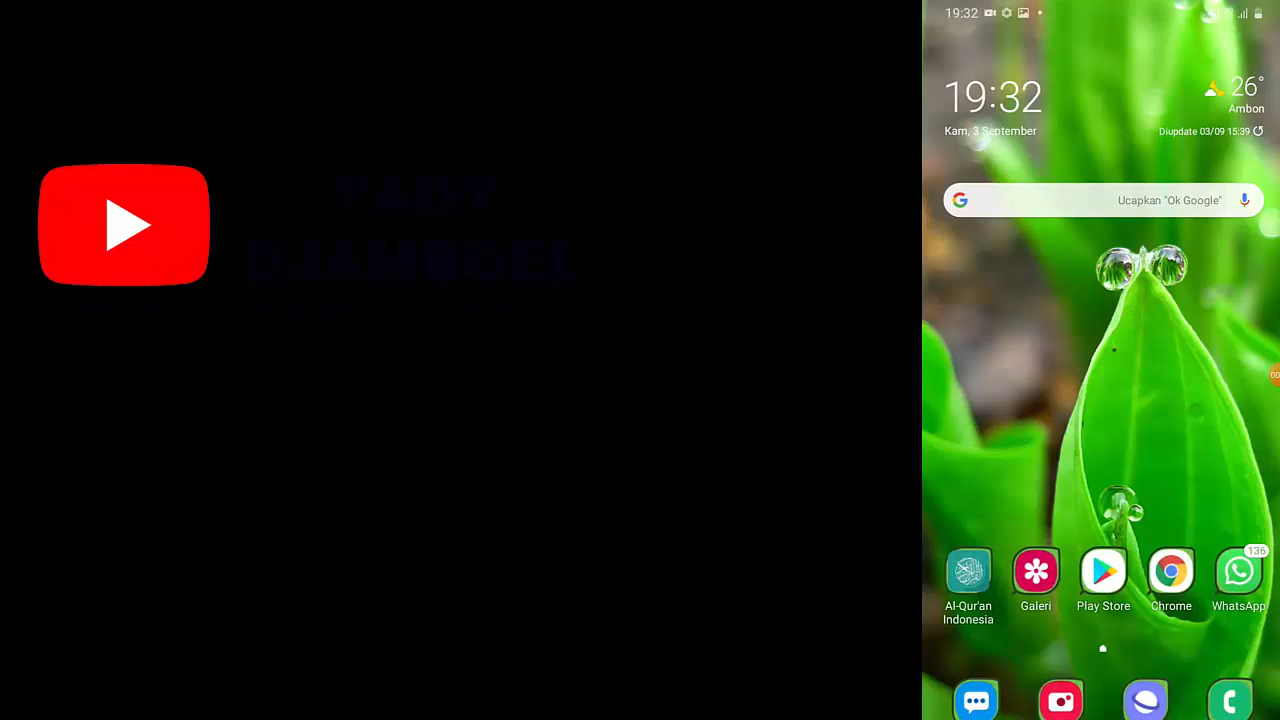 19:32
19:32
Kam, 3 September
26°
Ambon
Diupdate 03/09 15:39
Ucapkan "Ok Google"
00
136
Al-Qur'an
Indonesia
Galeri
Play Store
Chrome
WhatsApp